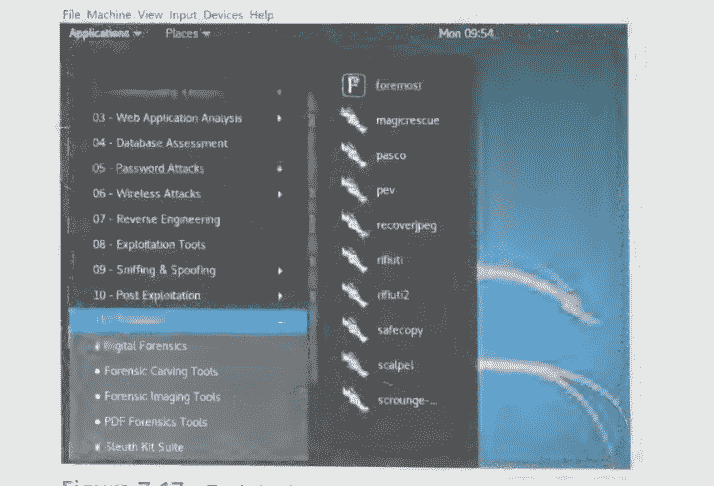 File Machine View Input Devices Help
Applications Places Mon 09:54
03 - Web Application Analysis
04 - Database Assessment
05 - Password Attacks
06 - Wireless Attacks
07 - Reverse Engineering
08 - Exploitation Tools
09 - Sniffing & Spoofing
10 - Post Exploitation
Digital Forensics
Forensic Carving Tools
Forensic Imaging Tools
PDF Forensics Tools
Sleuth Kit Suite
foremost
magicrescue
pasco
pev
recoverjpeg
rifiuti
rifiuti2
safecopy
scalpel
scrounge-...